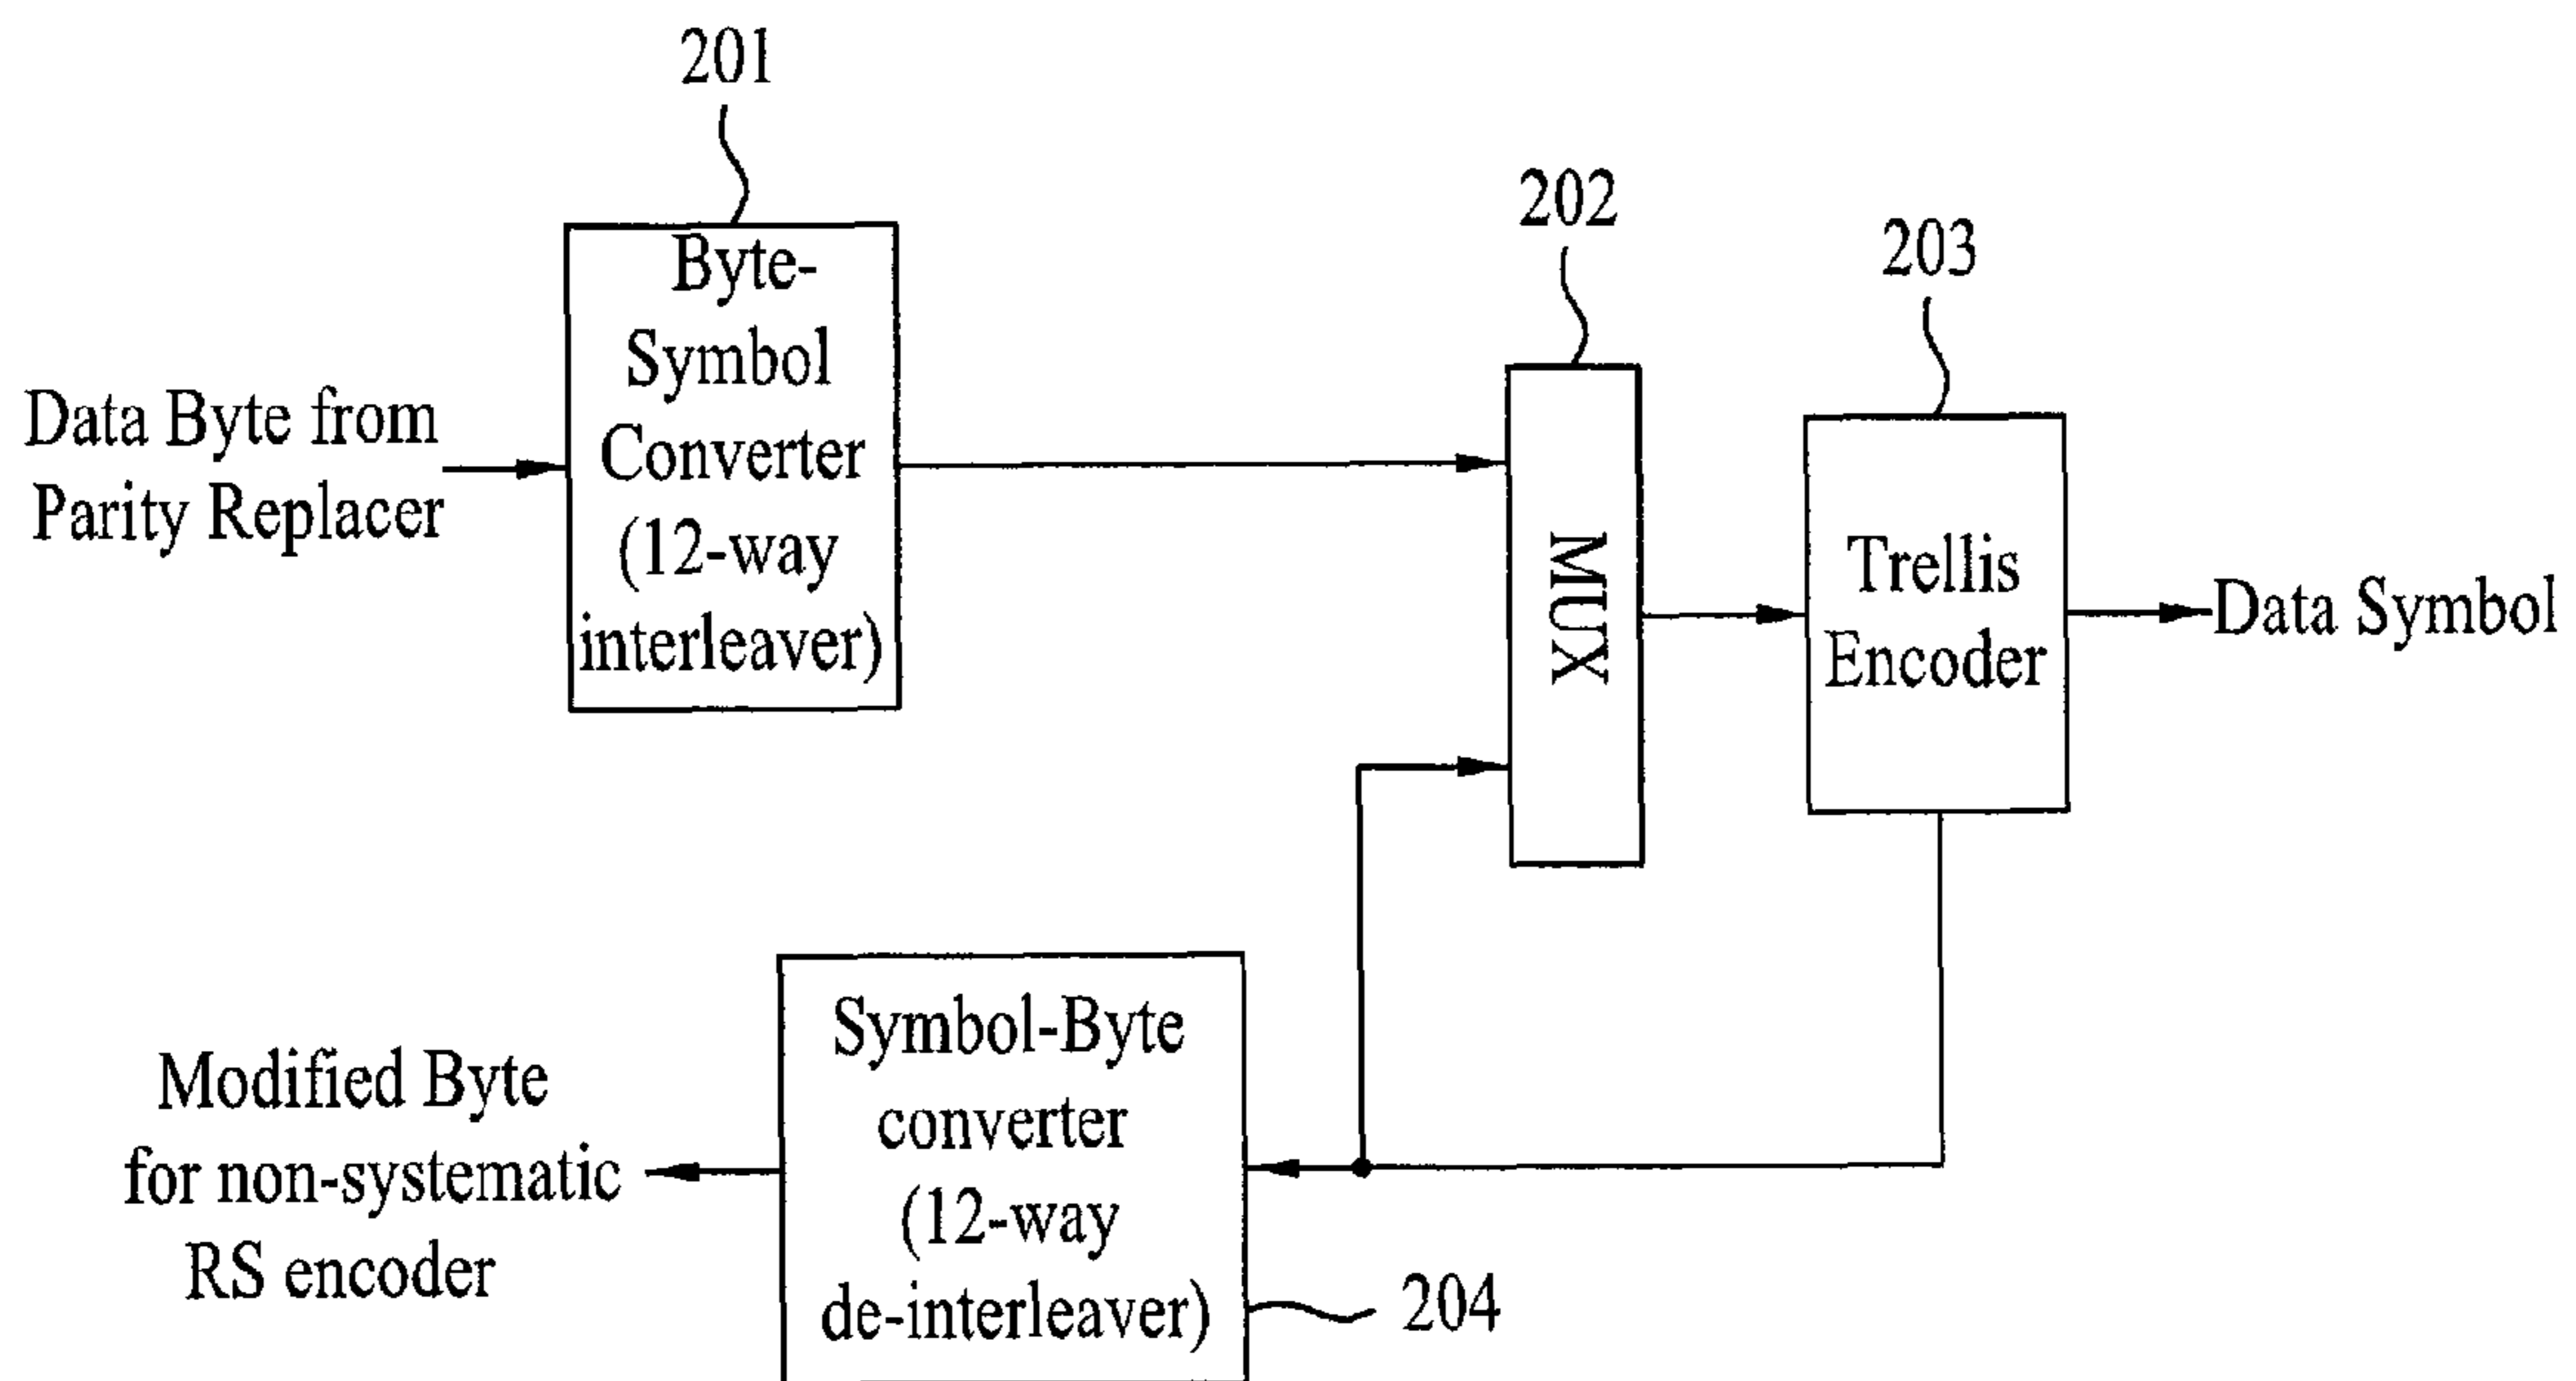 201
Byte-
Symbol
Converter
(12-way
interleaver)
Data Byte from
Parity Replacer
202
MUX
203
Trellis
Encoder
Data Symbol
Symbol-Byte
converter
(12-way
de-interleaver)
204
Modified Byte
for non-systematic
RS encoder